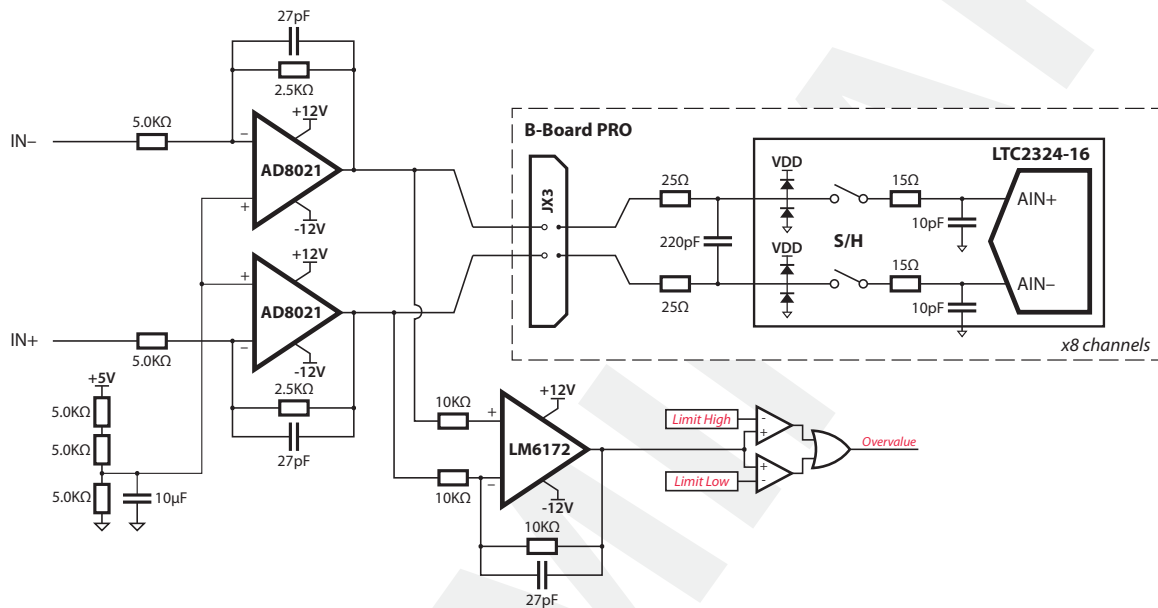 27pF
2.5KΩ
+12V
5.0KΩ
IN–
–
AD8021
+
-12V
B-Board PRO
JX3
25Ω
220pF
25Ω
LTC2324-16
VDD
15Ω
AIN+
10pF
S/H
VDD
15Ω
AIN–
10pF
x8 channels
+12V
+
AD8021
–
-12V
IN+
5.0KΩ
2.5KΩ
27pF
+5V
5.0KΩ
5.0KΩ
5.0KΩ
10µF
10KΩ
+
+12V
LM6172
10KΩ
–
-12V
10KΩ
27pF
Limit High
-
+
Overvalue
Limit Low
+
-